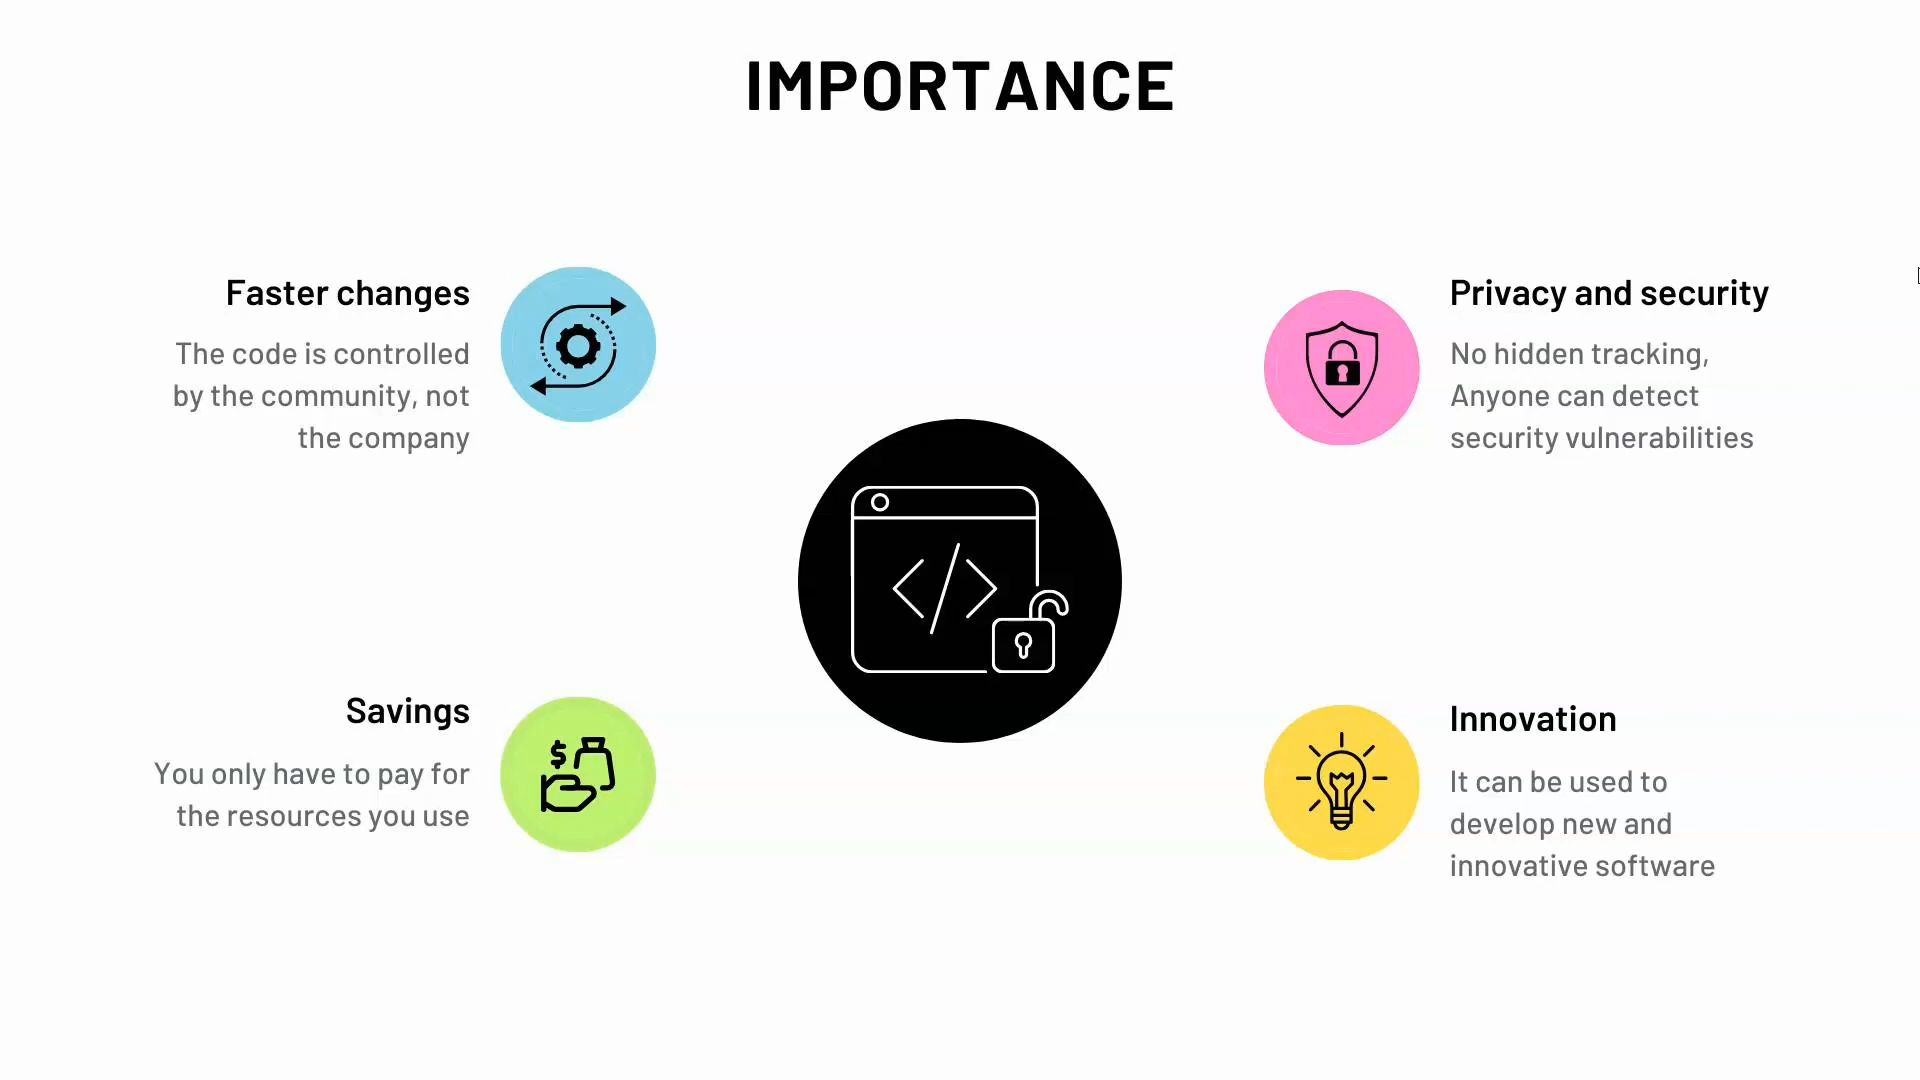 IMPORTANCE
Faster changes
The code is controlled
by the community, not
the company
Privacy and security
No hidden tracking,
Anyone can detect
security vulnerabilities
Savings
You only have to pay for
the resources you use
Innovation
It can be used to
develop new and
innovative software